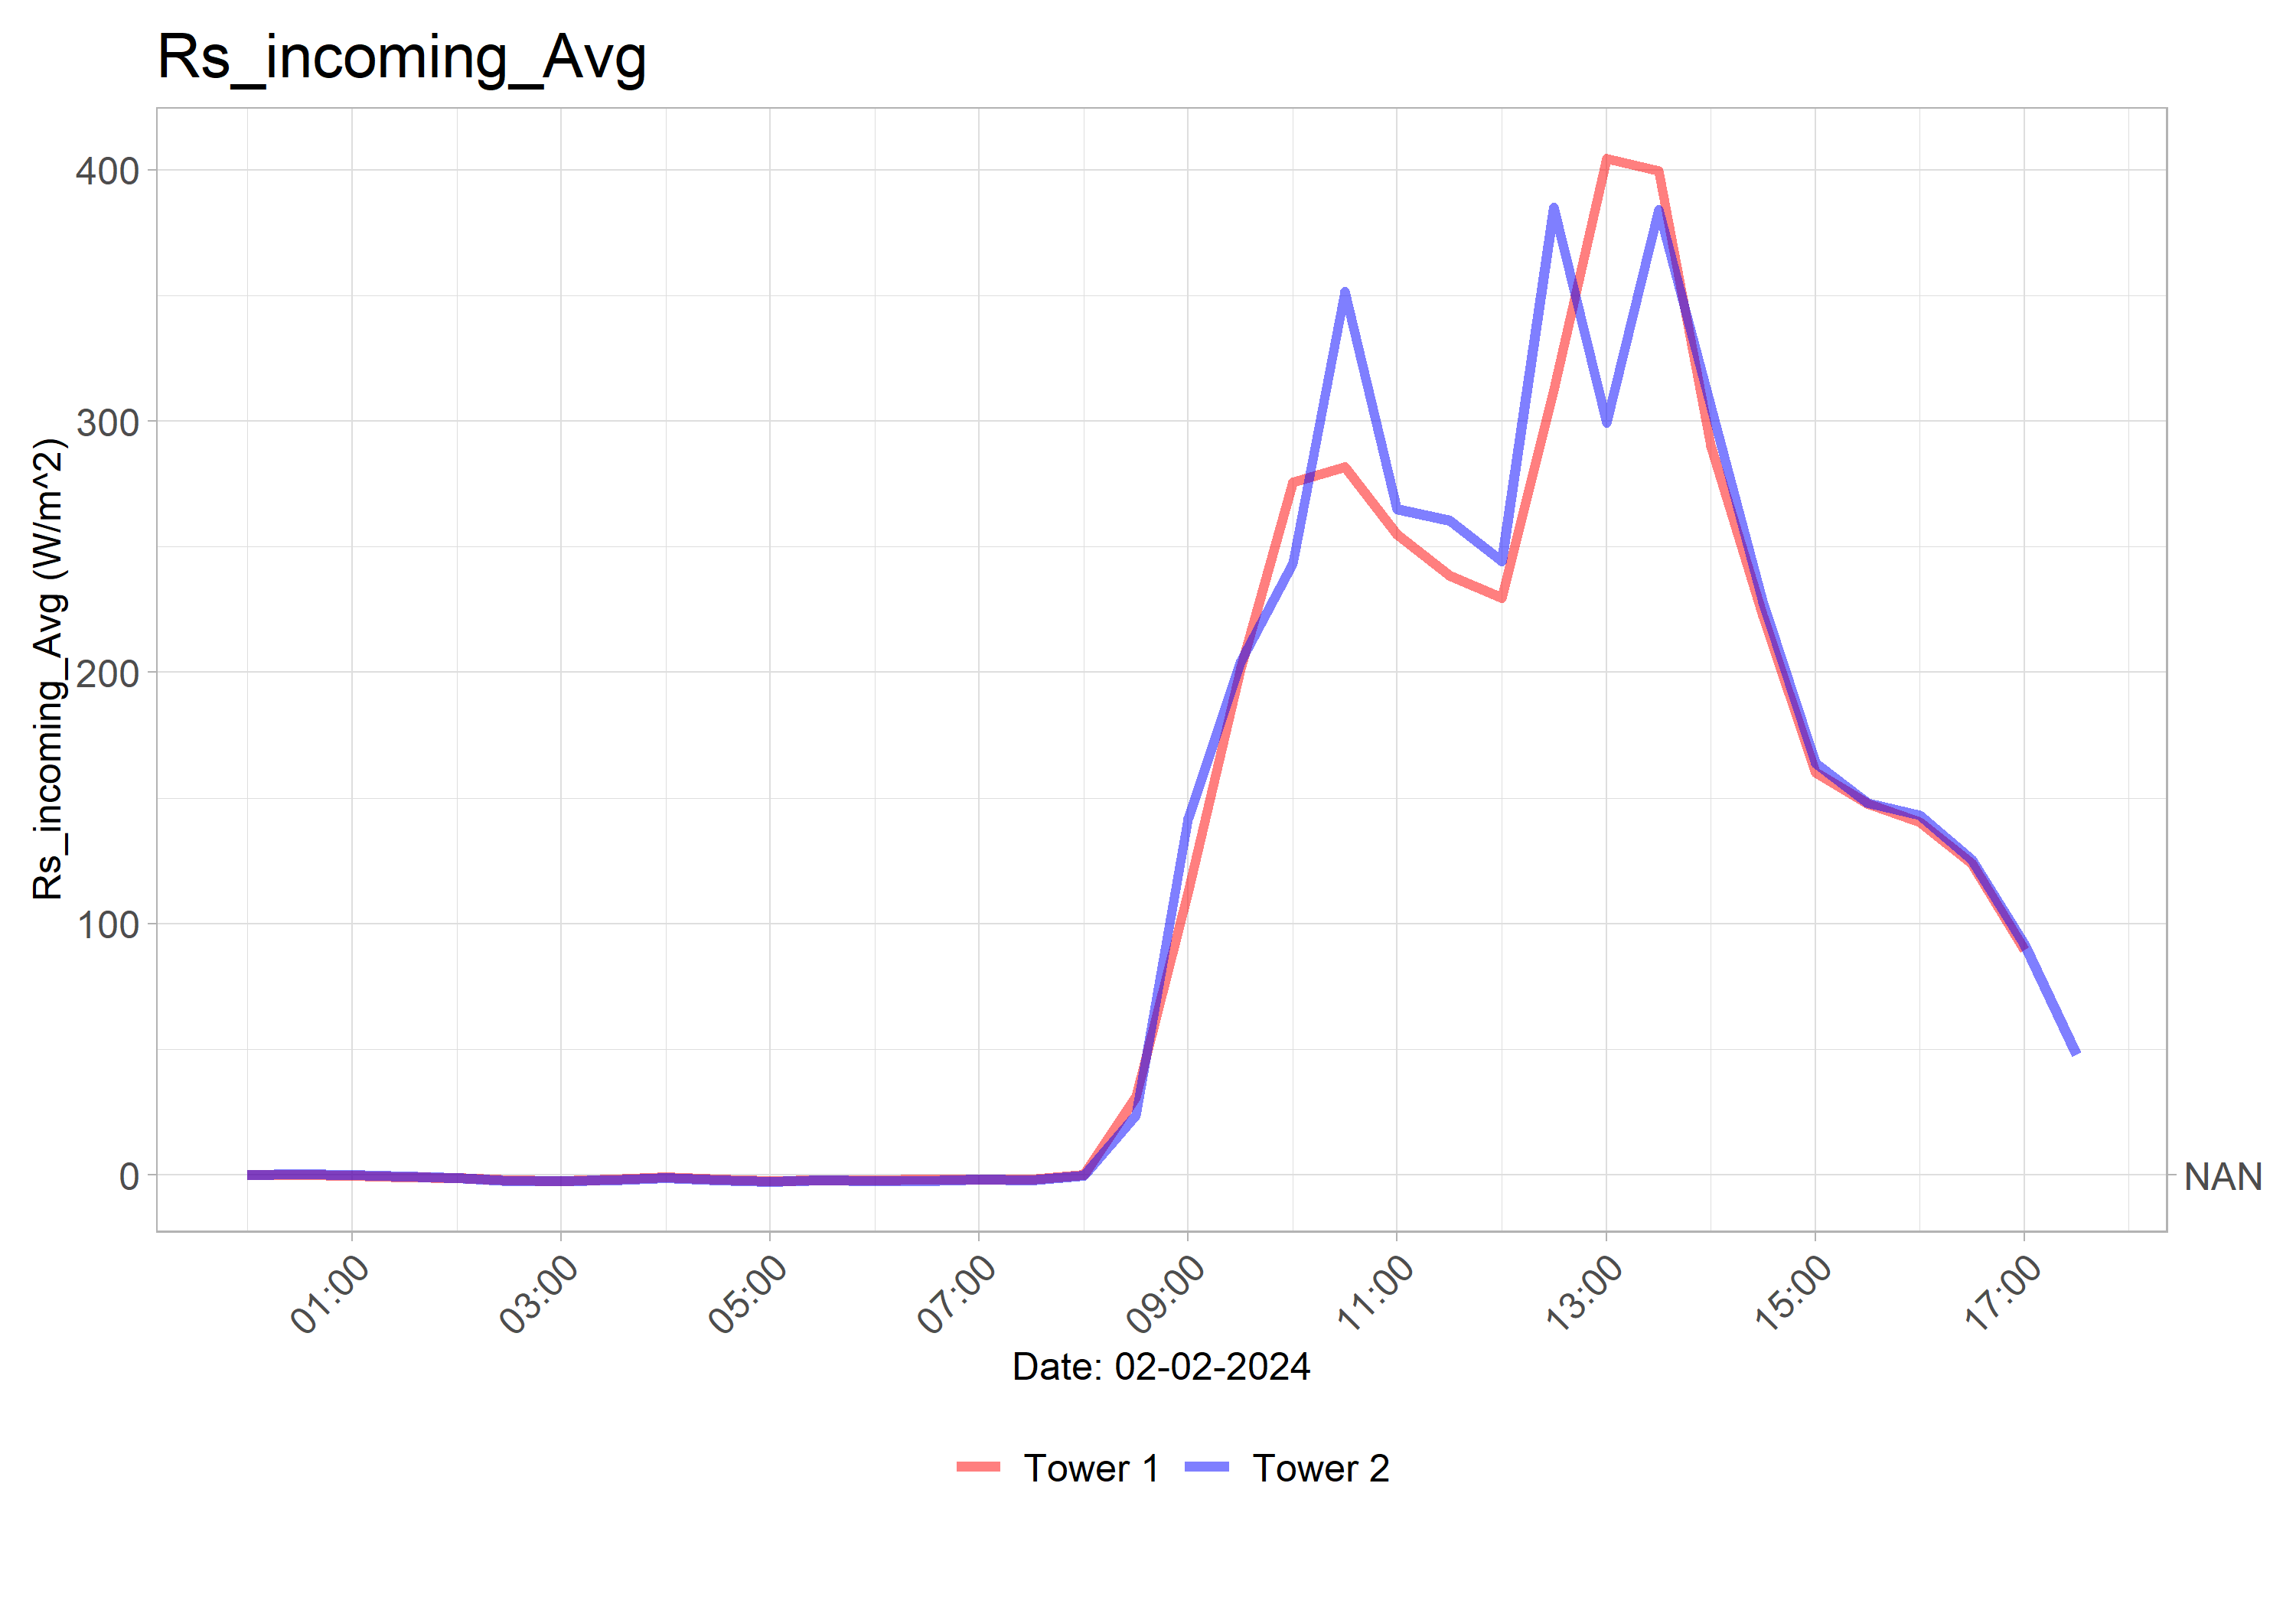 Rs_incoming_Avg
Rs_incoming_Avg (W/m^2)
400
300
200
100
0
NAN
01:00 03:00 05:00 07:00 09:00 11:00 13:00 15:00 17:00
Date: 02-02-2024
Tower 1 Tower 2